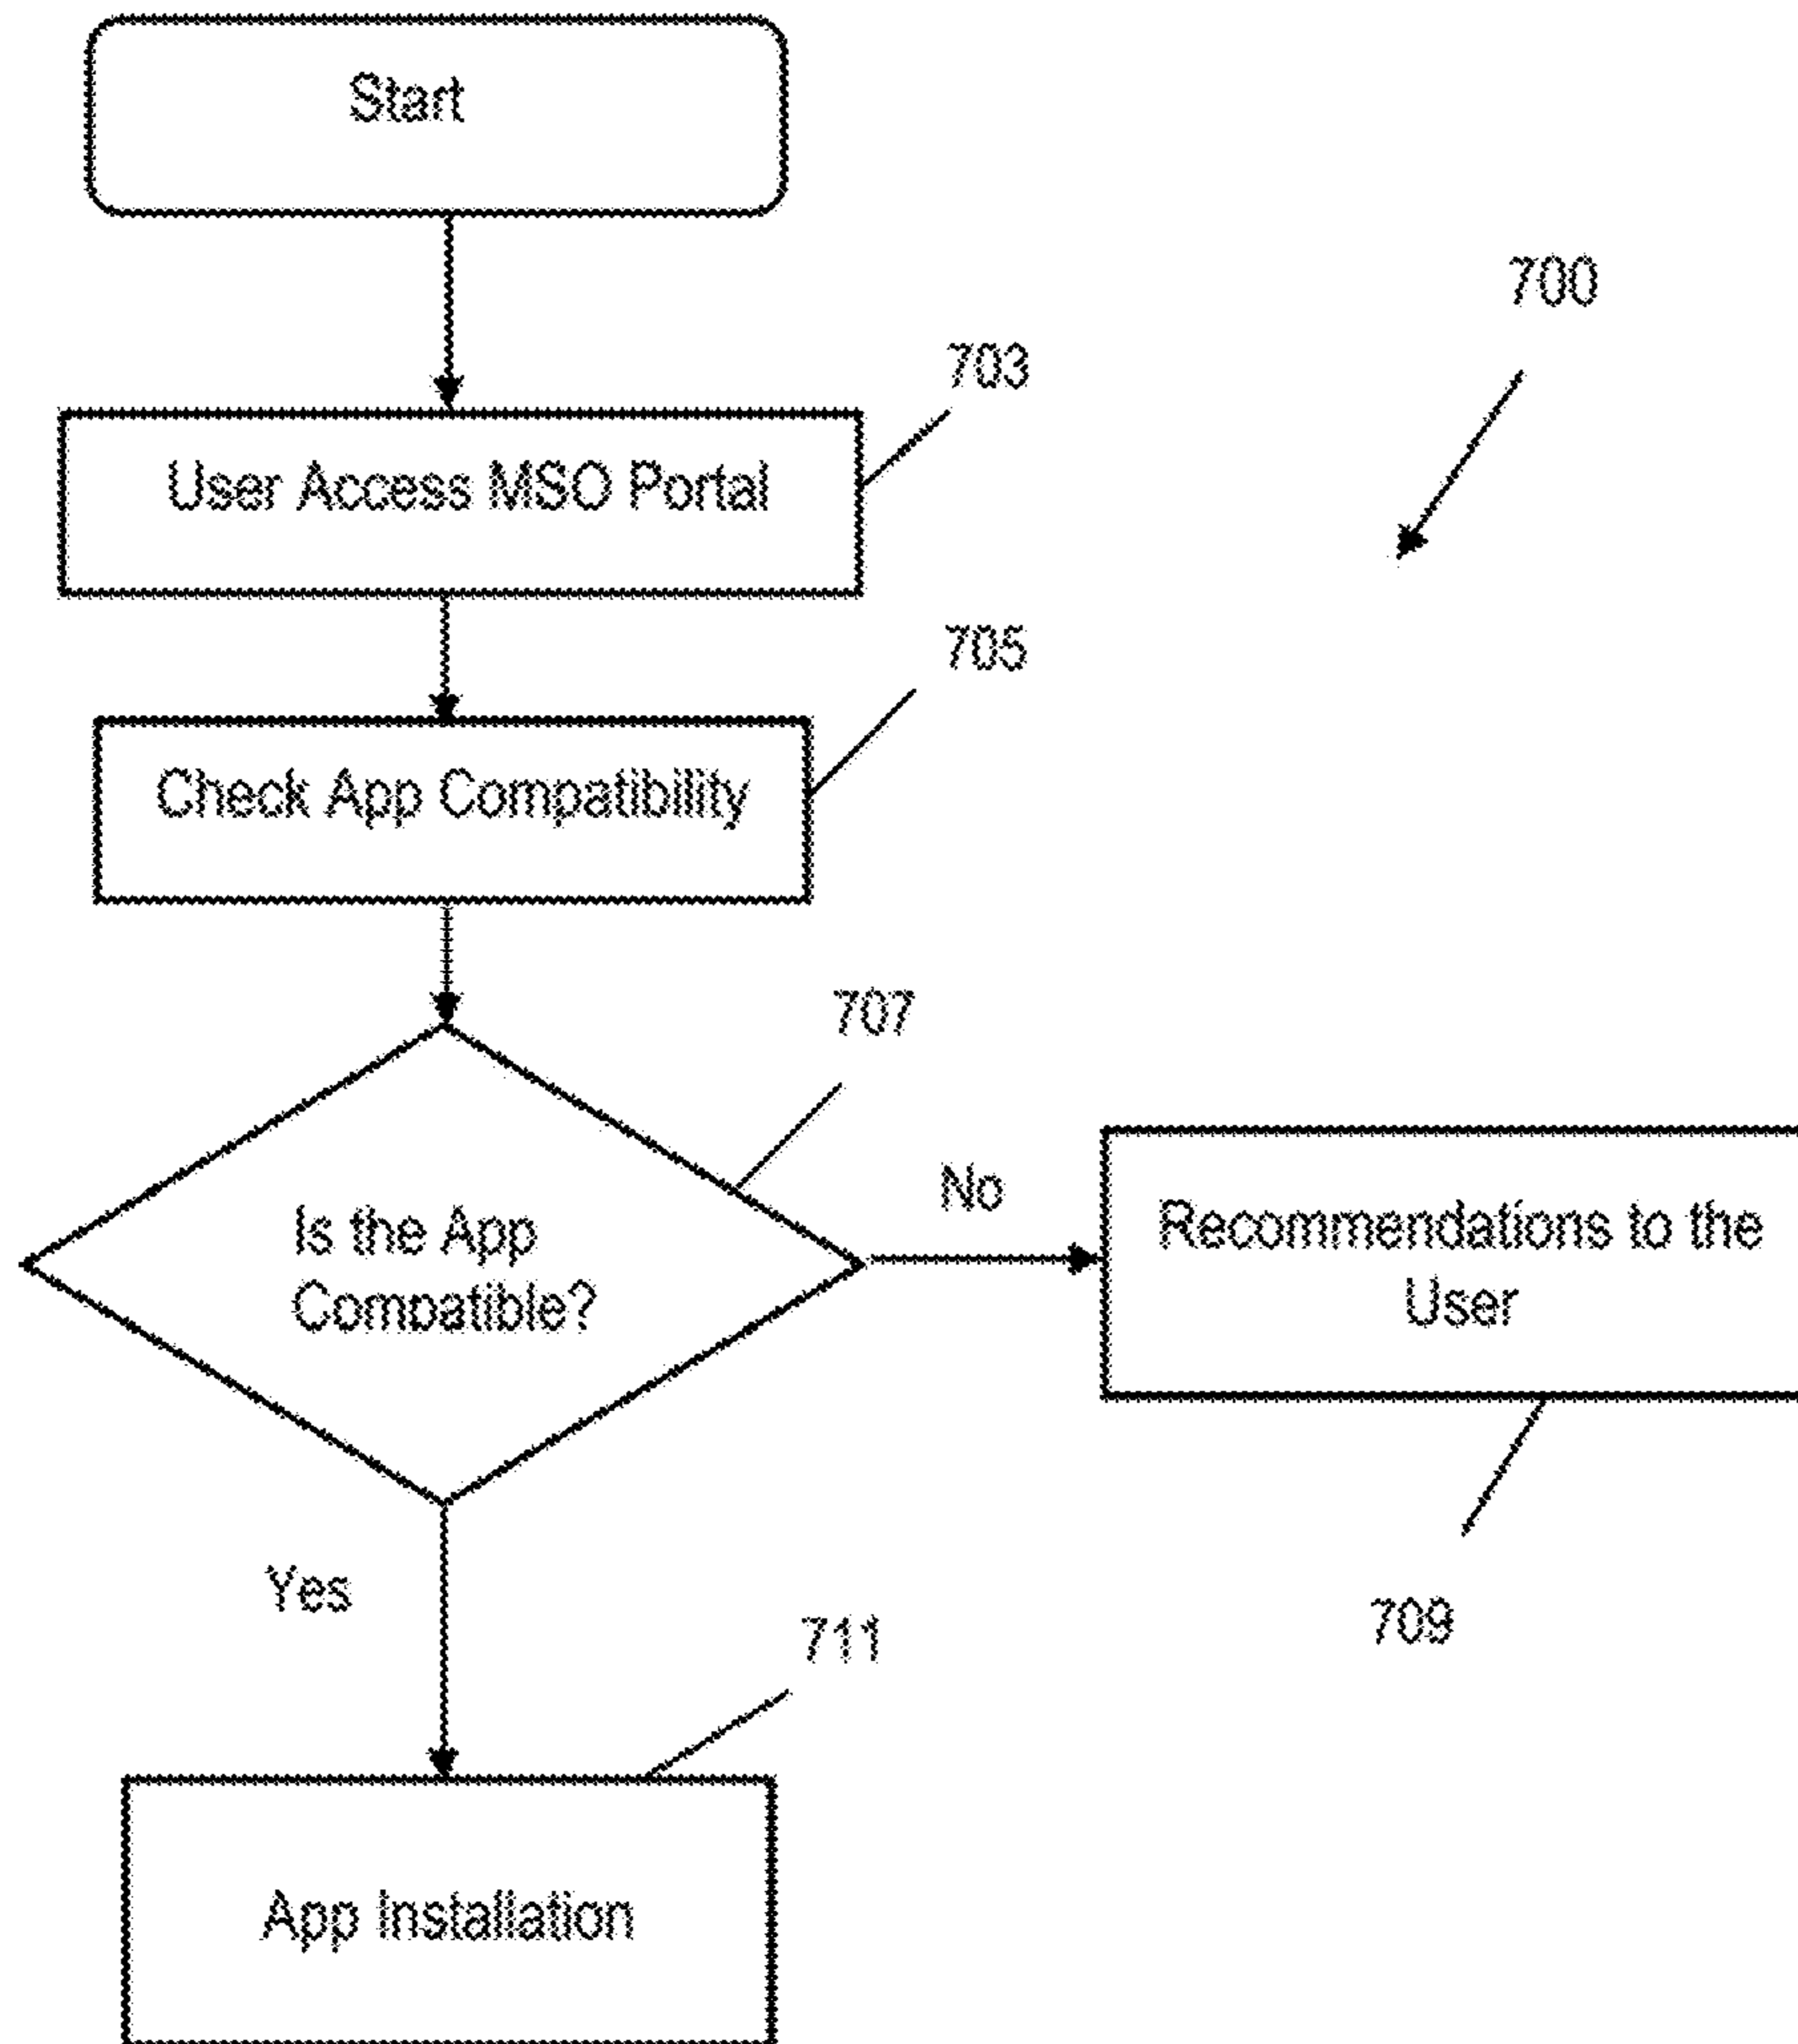 Start
700
703
User Access MSO Portal
705
Check App Compatibility
707
No
Is the App
Compatible?
Recommendations to the
User
Yes
709
711
App Installation